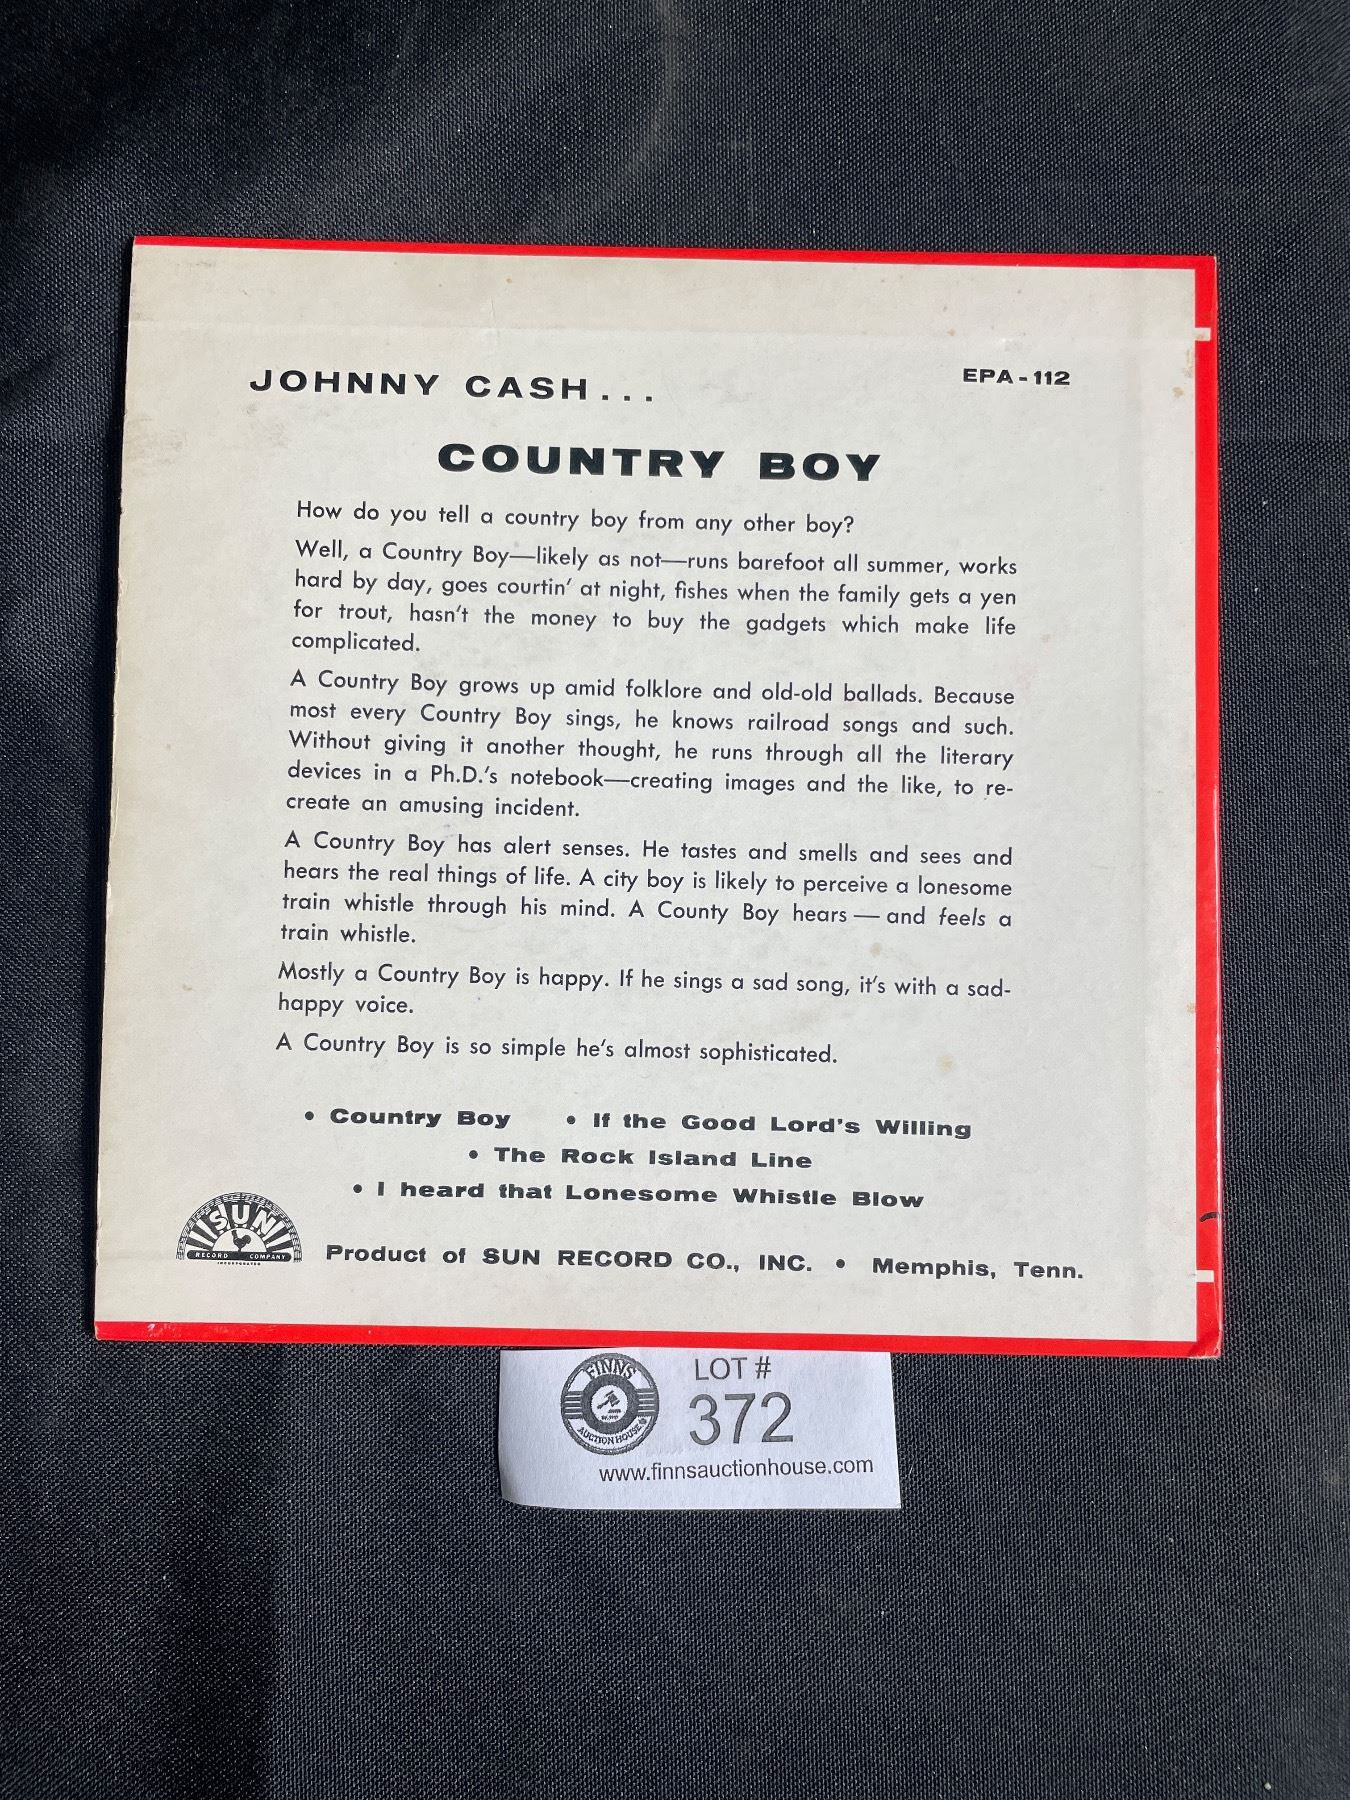 JOHNNY CASH...
EPA-112
COUNTRY BOY
How do you tell a country boy from any other boy?
Well, a Country Boy—likely as not—runs barefoot all summer, works
hard by day, goes courtin' at night, fishes when the family gets a yen
for trout, hasn't the money to buy the gadgets which make life
complicated.
A Country Boy grows up amid folklore and old-old ballads. Because
most every Country Boy sings, he knows railroad songs and such.
Without giving it another thought, he runs through all the literary
devices in a Ph.D.'s notebook—creating images and the like, to re-
create an amusing incident.
A Country Boy has alert senses. He tastes and smells and sees and
hears the real things of life. A city boy is likely to perceive a lonesome
train whistle through his mind. A County Boy hears — and feels a
train whistle.
Mostly a Country Boy is happy. If he sings a sad song, it's with a sad-
happy voice.
A Country Boy is so simple he's almost sophisticated.
• Country Boy • If the Good Lord's Willing
• The Rock Island Line
• I heard that Lonesome Whistle Blow
SUN
RECORD COMPANY
INCORPORATED
Product of SUN RECORD CO., INC. • Memphis, Tenn.
FINNS
AUCTION HOUSE
LOT #
372
www.finnsauctionhouse.com